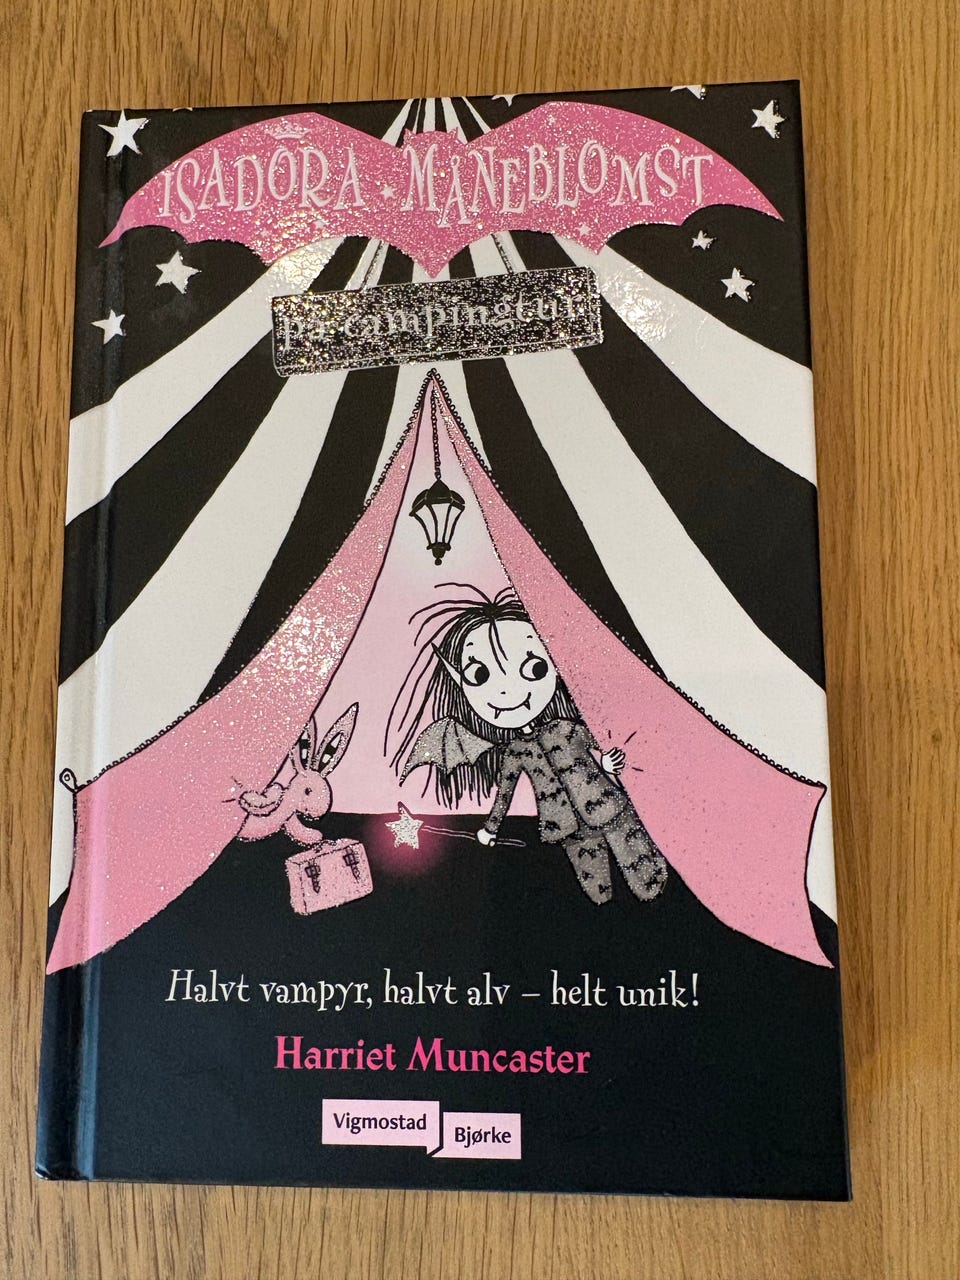 ISADORA MÅNEBLOMST
på campingtur
Halvt vampyr, halvt alv – helt unik!
Harriet Muncaster
Vigmostad
Bjørke